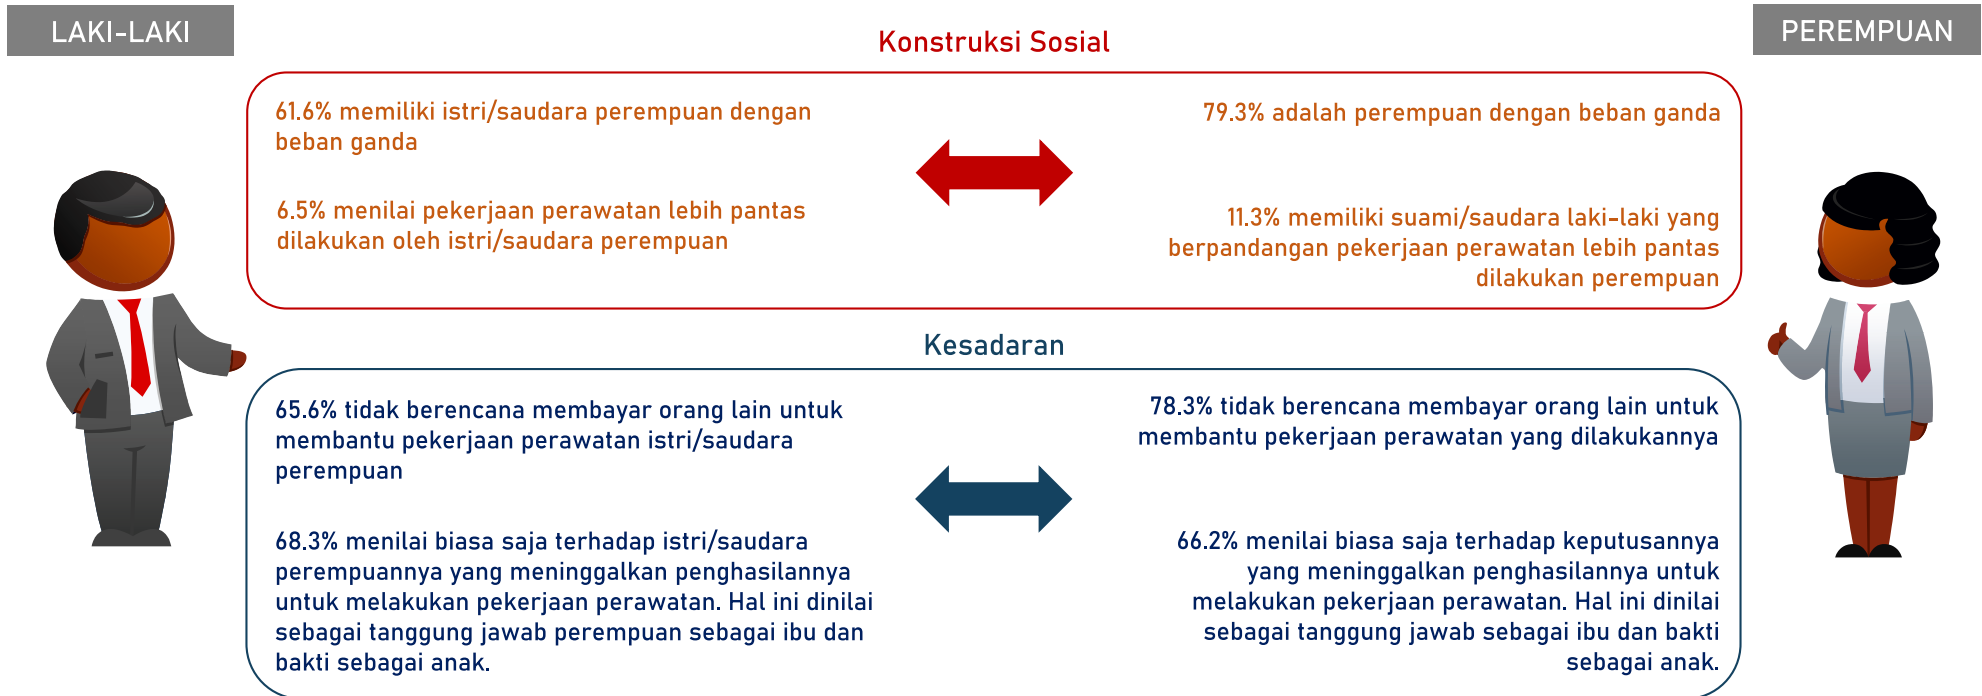 LAKI-LAKI
PEREMPUAN
Konstruksi Sosial
61.6% memiliki istri/saudara perempuan dengan
beban ganda
6.5% menilai pekerjaan perawatan lebih pantas
dilakukan oleh istri/saudara perempuan
79.3% adalah perempuan dengan beban ganda
11.3% memiliki suami/saudara laki-laki yang
berpandangan pekerjaan perawatan lebih pantas
dilakukan perempuan
Kesadaran
65.6% tidak berencana membayar orang lain untuk
membantu pekerjaan perawatan istri/saudara
perempuan
68.3% menilai biasa saja terhadap istri/saudara
perempuannya yang meninggalkan penghasilannya
untuk melakukan pekerjaan perawatan. Hal ini dinilai
sebagai tanggung jawab perempuan sebagai ibu dan
bakti sebagai anak.
78.3% tidak berencana membayar orang lain untuk
membantu pekerjaan perawatan yang dilakukannya
66.2% menilai biasa saja terhadap keputusannya
yang meninggalkan penghasilannya untuk
melakukan pekerjaan perawatan. Hal ini dinilai
sebagai tanggung jawab sebagai ibu dan bakti
sebagai anak.